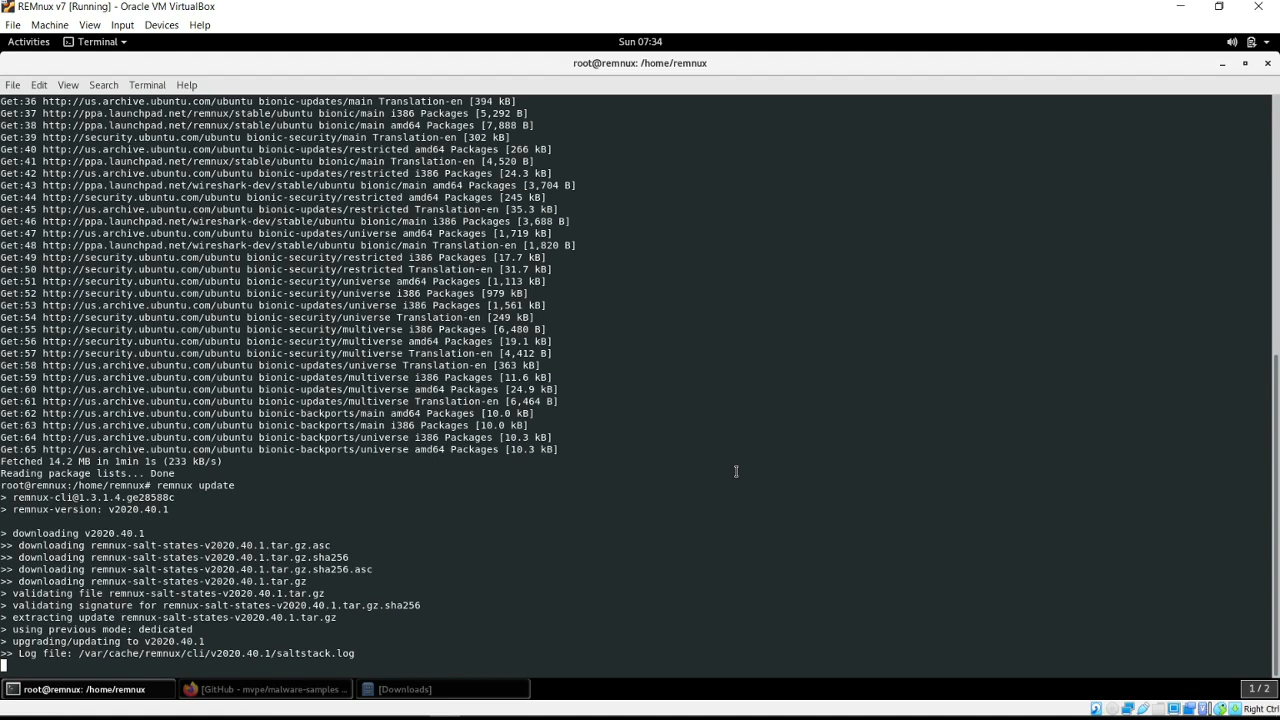 REMnux v7 [Running] - Oracle VM VirtualBox
File Machine View Input Devices Help
Activities Terminal Sun 07:34
root@remnux: /home/remnux
File Edit View Search Terminal Help
Get:36 http://us.archive.ubuntu.com/ubuntu bionic-updates/main Translation-en [394 kB]
Get:37 http://ppa.launchpad.net/remnux/stable/ubuntu bionic/main i386 Packages [5,292 B]
Get:38 http://ppa.launchpad.net/remnux/stable/ubuntu bionic/main amd64 Packages [7,888 B]
Get:39 http://security.ubuntu.com/ubuntu bionic-security/main Translation-en [302 kB]
Get:40 http://us.archive.ubuntu.com/ubuntu bionic-updates/restricted amd64 Packages [266 kB]
Get:41 http://ppa.launchpad.net/remnux/stable/ubuntu bionic/main Translation-en [4,520 B]
Get:42 http://us.archive.ubuntu.com/ubuntu bionic-updates/restricted i386 Packages [24.3 kB]
Get:43 http://ppa.launchpad.net/wireshark-dev/stable/ubuntu bionic/main amd64 Packages [3,704 B]
Get:44 http://security.ubuntu.com/ubuntu bionic-security/restricted amd64 Packages [245 kB]
Get:45 http://us.archive.ubuntu.com/ubuntu bionic-updates/restricted Translation-en [35.3 kB]
Get:46 http://ppa.launchpad.net/wireshark-dev/stable/ubuntu bionic/main i386 Packages [3,688 B]
Get:47 http://us.archive.ubuntu.com/ubuntu bionic-updates/universe amd64 Packages [1,719 kB]
Get:48 http://ppa.launchpad.net/wireshark-dev/stable/ubuntu bionic/main Translation-en [1,820 B]
Get:49 http://security.ubuntu.com/ubuntu bionic-security/restricted i386 Packages [17.7 kB]
Get:50 http://security.ubuntu.com/ubuntu bionic-security/restricted Translation-en [31.7 kB]
Get:51 http://security.ubuntu.com/ubuntu bionic-security/universe amd64 Packages [1,113 kB]
Get:52 http://security.ubuntu.com/ubuntu bionic-security/universe i386 Packages [979 kB]
Get:53 http://us.archive.ubuntu.com/ubuntu bionic-updates/universe i386 Packages [1,561 kB]
Get:54 http://security.ubuntu.com/ubuntu bionic-security/universe Translation-en [249 kB]
Get:55 http://security.ubuntu.com/ubuntu bionic-security/multiverse i386 Packages [6,480 B]
Get:56 http://security.ubuntu.com/ubuntu bionic-security/multiverse amd64 Packages [19.1 kB]
Get:57 http://security.ubuntu.com/ubuntu bionic-security/multiverse Translation-en [4,412 B]
Get:58 http://us.archive.ubuntu.com/ubuntu bionic-updates/universe Translation-en [363 kB]
Get:59 http://us.archive.ubuntu.com/ubuntu bionic-updates/multiverse i386 Packages [11.6 kB]
Get:60 http://us.archive.ubuntu.com/ubuntu bionic-updates/multiverse amd64 Packages [24.9 kB]
Get:61 http://us.archive.ubuntu.com/ubuntu bionic-updates/multiverse Translation-en [6,464 B]
Get:62 http://us.archive.ubuntu.com/ubuntu bionic-backports/main amd64 Packages [10.0 kB]
Get:63 http://us.archive.ubuntu.com/ubuntu bionic-backports/main i386 Packages [10.0 kB]
Get:64 http://us.archive.ubuntu.com/ubuntu bionic-backports/universe i386 Packages [10.3 kB]
Get:65 http://us.archive.ubuntu.com/ubuntu bionic-backports/universe amd64 Packages [10.3 kB]
Fetched 14.2 MB in 1min 1s (233 kB/s)
Reading package lists... Done
root@remnux:/home/remnux# remnux update
> remnux-cli@1.3.1.4.ge28588c
> remnux-version: v2020.40.1
> downloading v2020.40.1
>> downloading remnux-salt-states-v2020.40.1.tar.gz.asc
>> downloading remnux-salt-states-v2020.40.1.tar.gz.sha256
>> downloading remnux-salt-states-v2020.40.1.tar.gz.sha256.asc
>> downloading remnux-salt-states-v2020.40.1.tar.gz
> validating file remnux-salt-states-v2020.40.1.tar.gz
> validating signature for remnux-salt-states-v2020.40.1.tar.gz.sha256
> extracting update remnux-salt-states-v2020.40.1.tar.gz
> using previous mode: dedicated
> upgrading/updating to v2020.40.1
>> Log file: /var/cache/remnux/cli/v2020.40.1/saltstack.log
root@remnux: /home/remnux [GitHub - mvpe/malware-samples ... [Downloads] 1 / 2
Right Ctrl